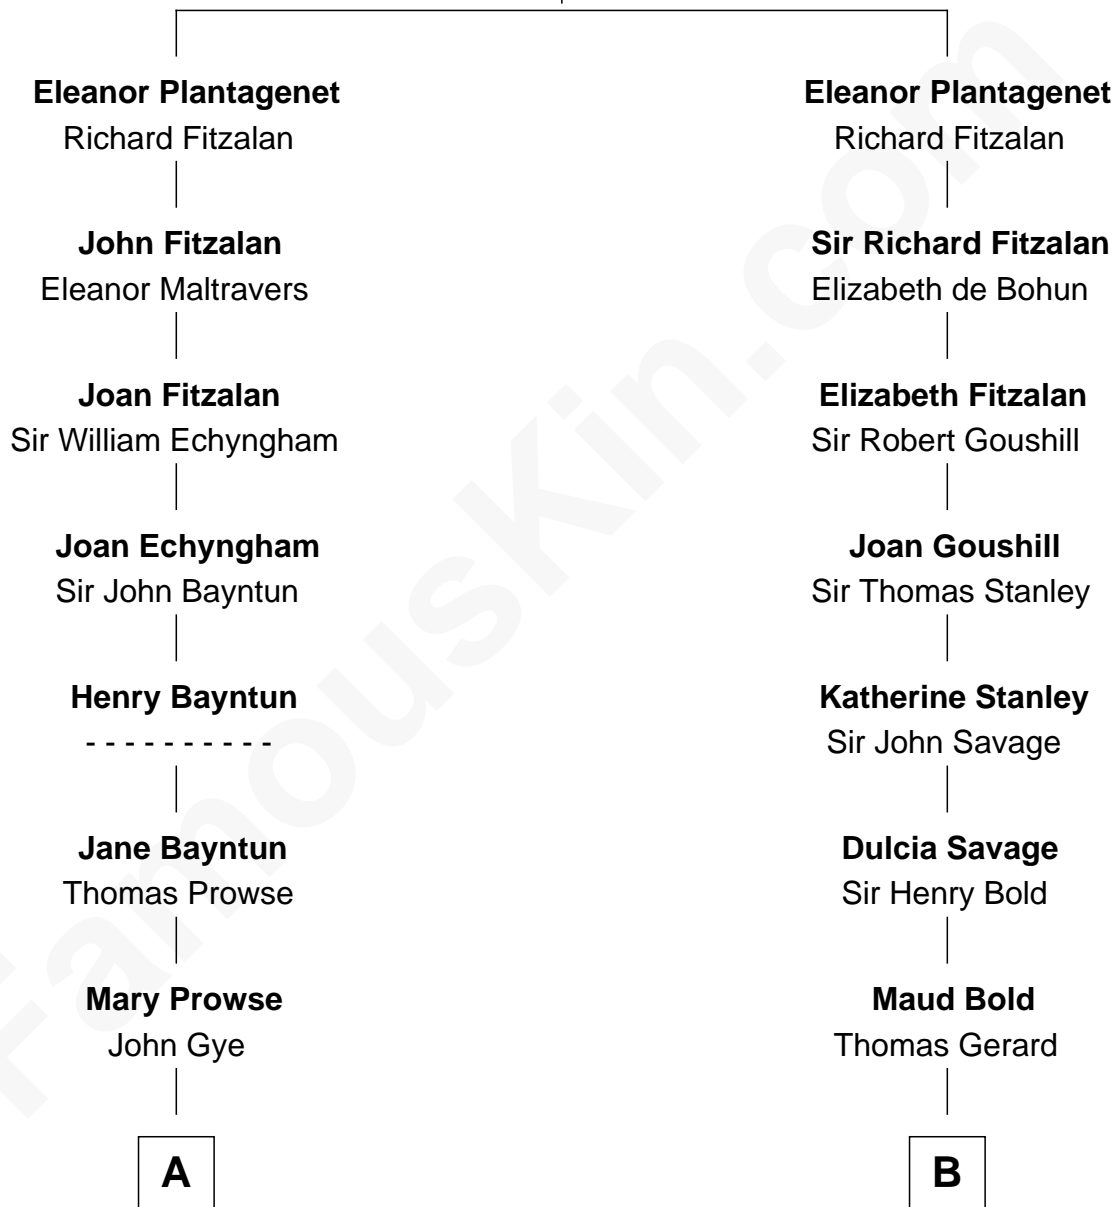 Eleanor Plantagenet
Richard Fitzalan
John Fitzalan
Eleanor Maltravers
Joan Fitzalan
Sir William Echyngham
Joan Echyngham
Sir John Bayntun
Henry Bayntun
- - - - - - - - - -
Jane Bayntun
Thomas Prowse
Mary Prowse
John Gye
A
Eleanor Plantagenet
Richard Fitzalan
Sir Richard Fitzalan
Elizabeth de Bohun
Elizabeth Fitzalan
Sir Robert Goushill
Joan Goushill
Sir Thomas Stanley
Katherine Stanley
Sir John Savage
Dulcia Savage
Sir Henry Bold
Maud Bold
Thomas Gerard
B
FamousKin.com